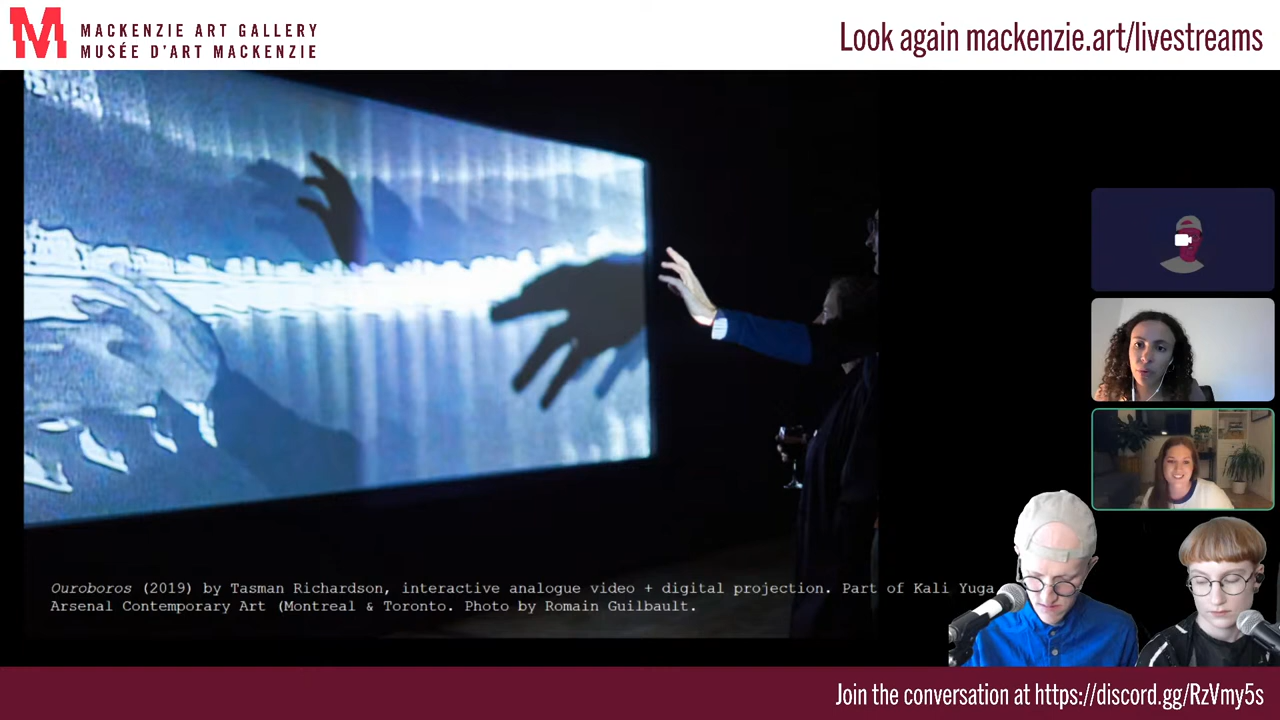 MACKENZIE ART GALLERY
MUSÉE D'ART MACKENZIE
Look again mackenzie.art/livestreams
Ouroboros (2019) by Tasman Richardson, interactive analogue video + digital projection. Part of Kali Yuga,
Arsenal Contemporary Art (Montreal & Toronto. Photo by Romain Guilbault.
Join the conversation at https://discord.gg/RzVmy5s